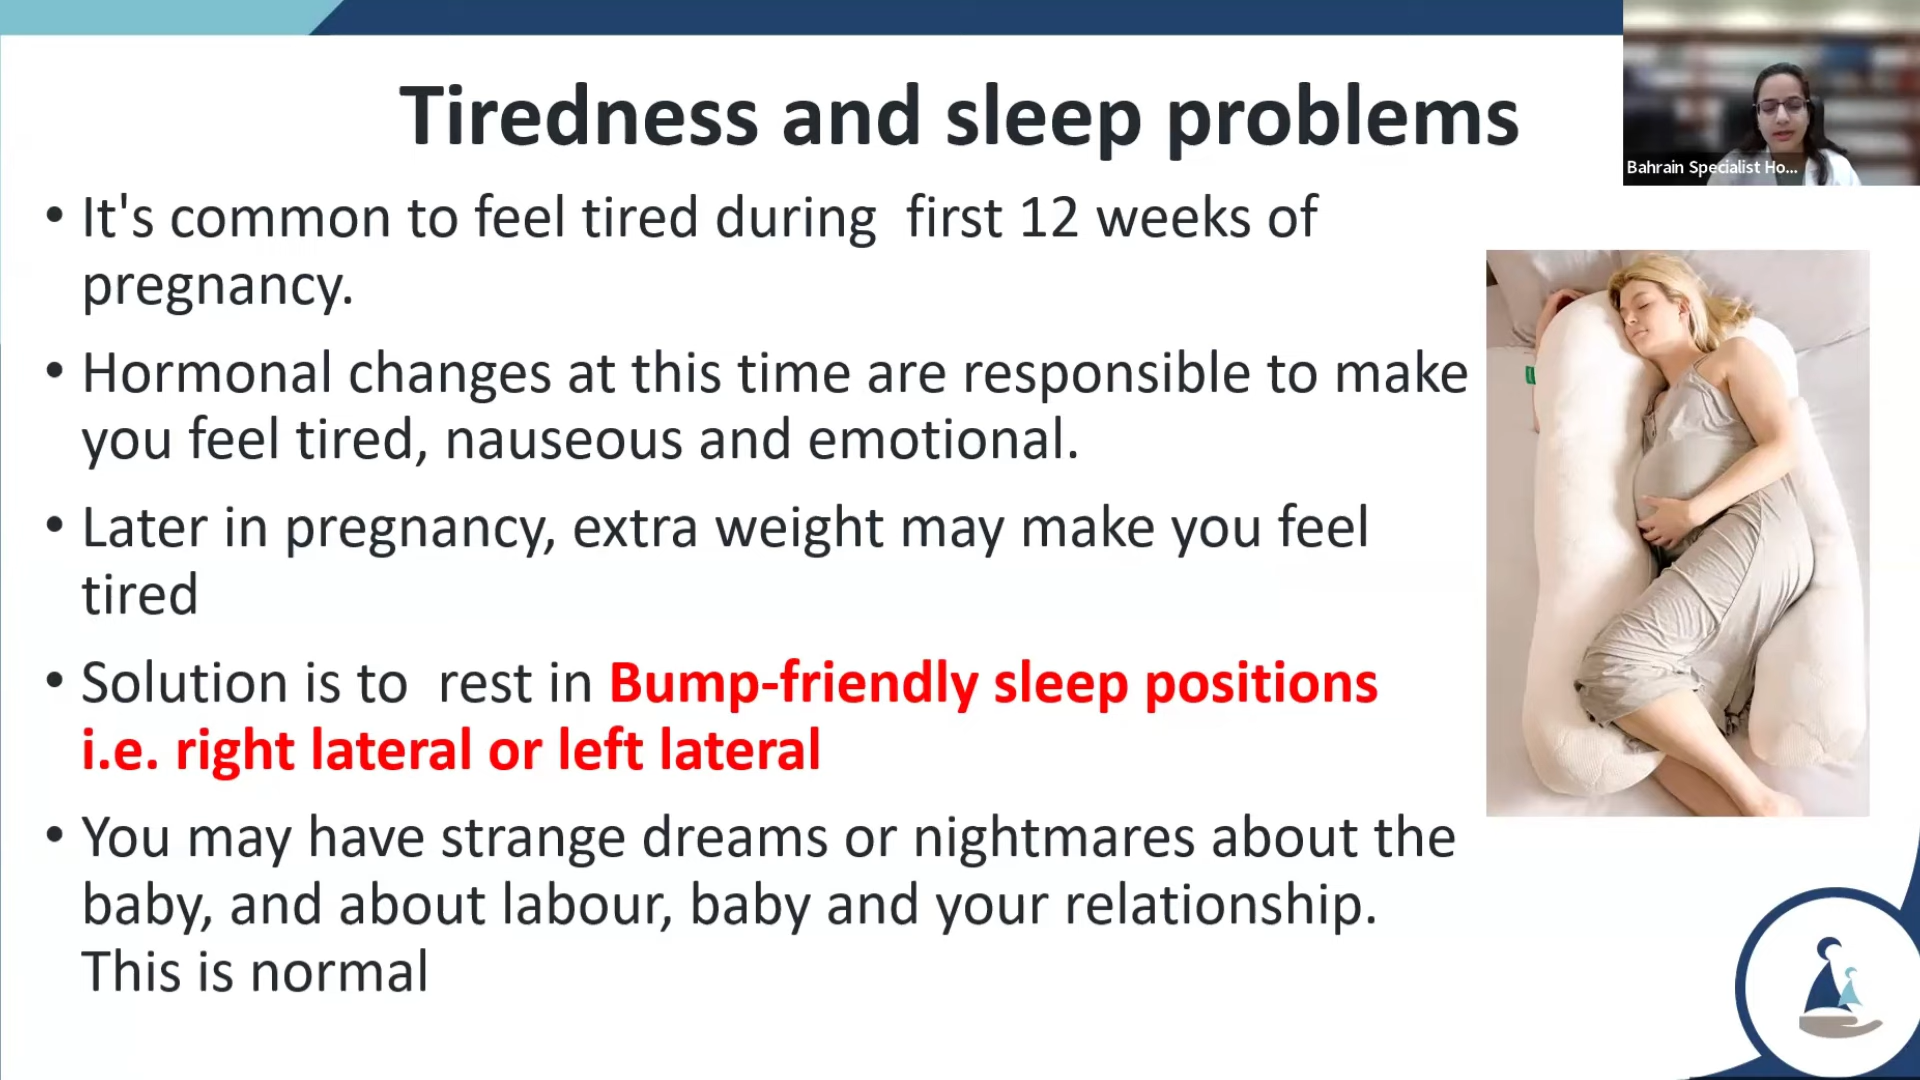 Tiredness and sleep problems
Bahrain Specialist Ho...
• It's common to feel tired during  first 12 weeks of
pregnancy.
• Hormonal changes at this time are responsible to make
you feel tired, nauseous and emotional.
• Later in pregnancy, extra weight may make you feel
tired
• Solution is to  rest in Bump-friendly sleep positions
i.e. right lateral or left lateral
• You may have strange dreams or nightmares about the
baby, and about labour, baby and your relationship.
This is normal